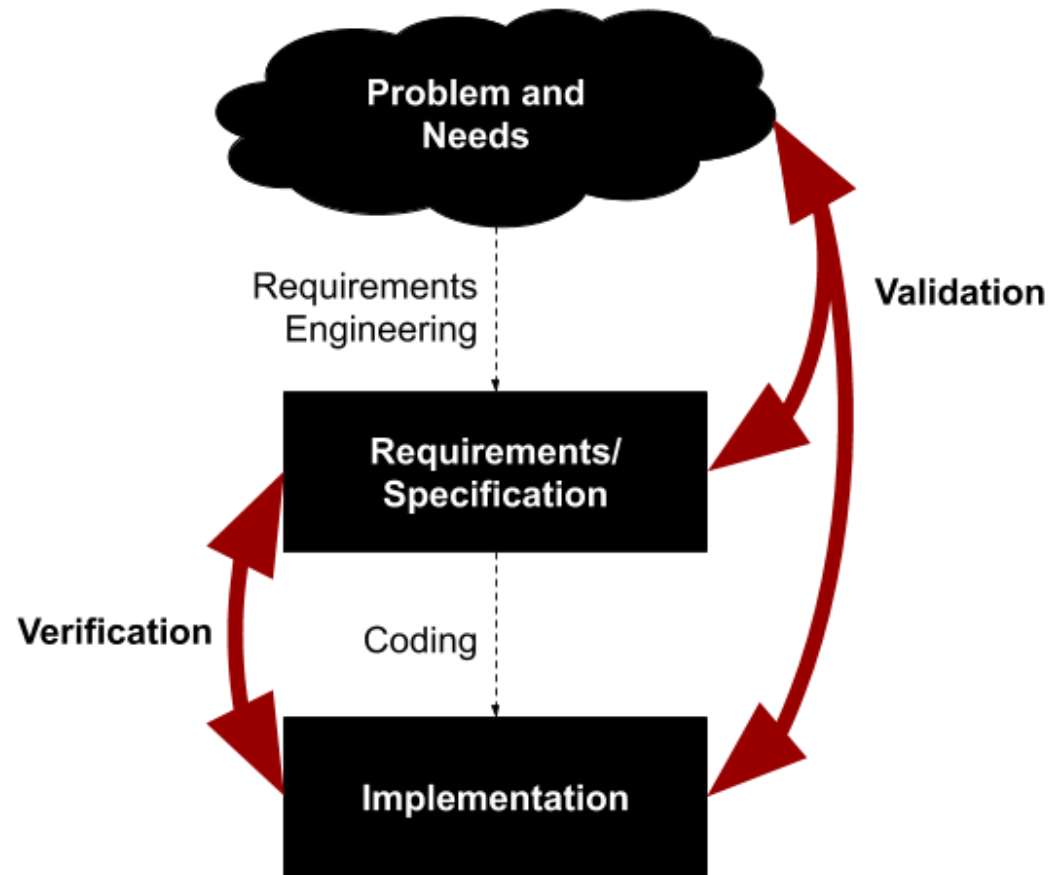 Problem and
Needs
Requirements
Engineering
Validation
Requirements/
Specification
Verification
Coding
Implementation